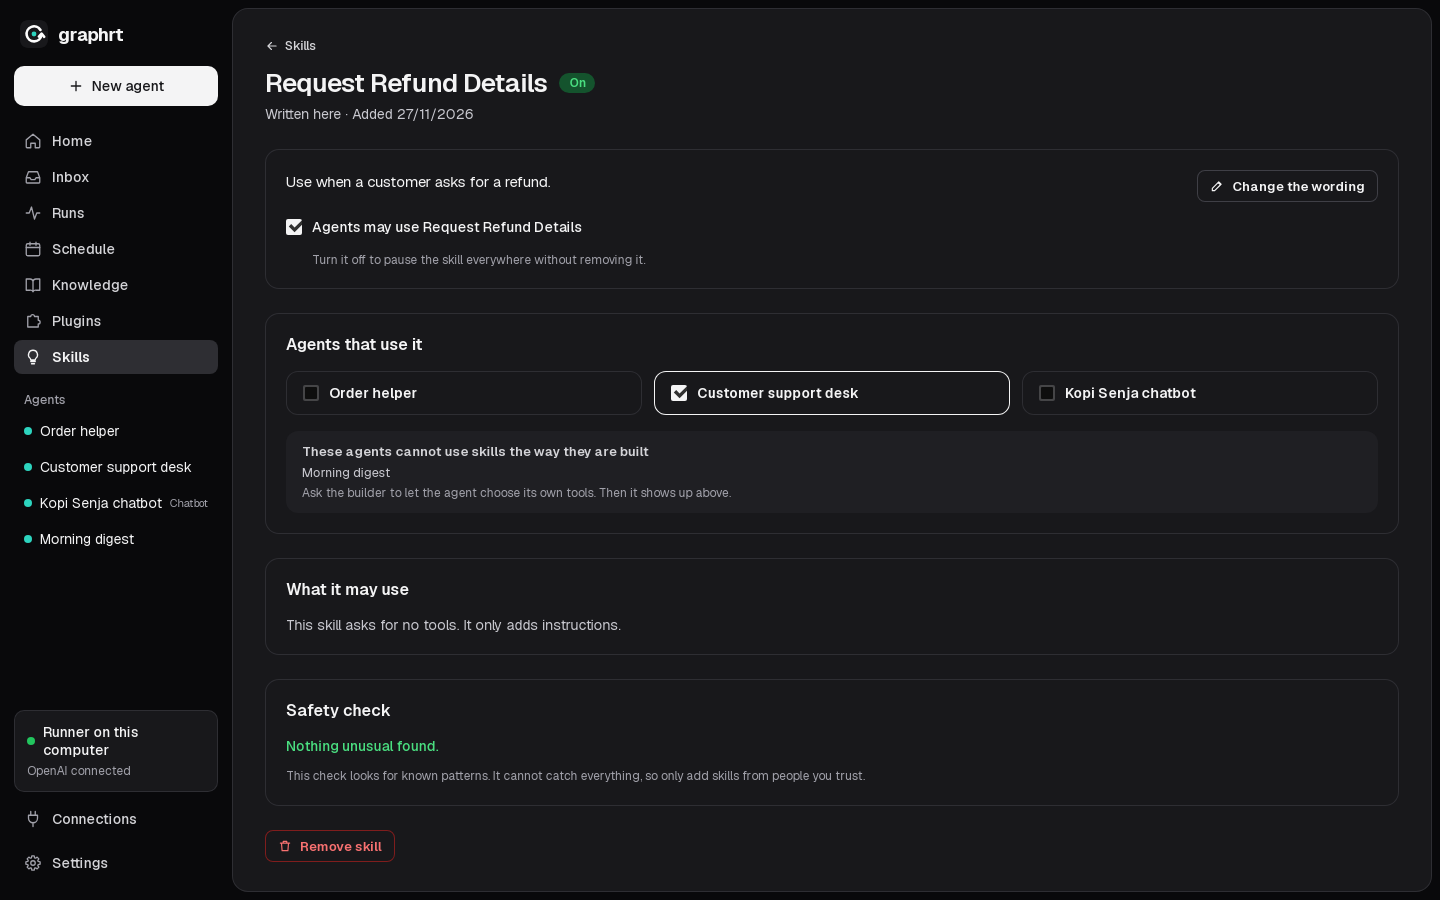 graphrt
New agent
Home
Inbox
Runs
Schedule
Knowledge
Plugins
Skills
Agents
Order helper
Customer support desk
Kopi Senja chatbot Chatbot
Morning digest
Runner on this
computer
OpenAI connected
Connections
Settings
Skills
Request Refund Details On
Written here · Added 27/11/2026
Use when a customer asks for a refund.
Change the wording
Agents may use Request Refund Details
Turn it off to pause the skill everywhere without removing it.
Agents that use it
Order helper
Customer support desk
Kopi Senja chatbot
These agents cannot use skills the way they are built
Morning digest
Ask the builder to let the agent choose its own tools. Then it shows up above.
What it may use
This skill asks for no tools. It only adds instructions.
Safety check
Nothing unusual found.
This check looks for known patterns. It cannot catch everything, so only add skills from people you trust.
Remove skill